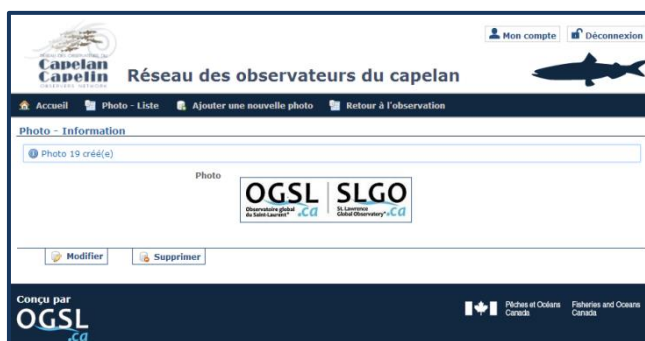 Mon compte
Déconnexion
Capelan
Capelin
OBSERVERS NETWORK
Réseau des observateurs du capelan
Accueil
Photo - Liste
Ajouter une nouvelle photo
Retour à l'observation
Photo - Information
Photo 19 créé(e)
Photo
OGSL
Observatoire global
du Saint-Laurent
.ca
SLGO
St. Lawrence
Global Observatory
.ca
Modifier
Supprimer
Conçu par
OGSL
.ca
Pêches et Océans
Canada
Fisheries and Oceans
Canada